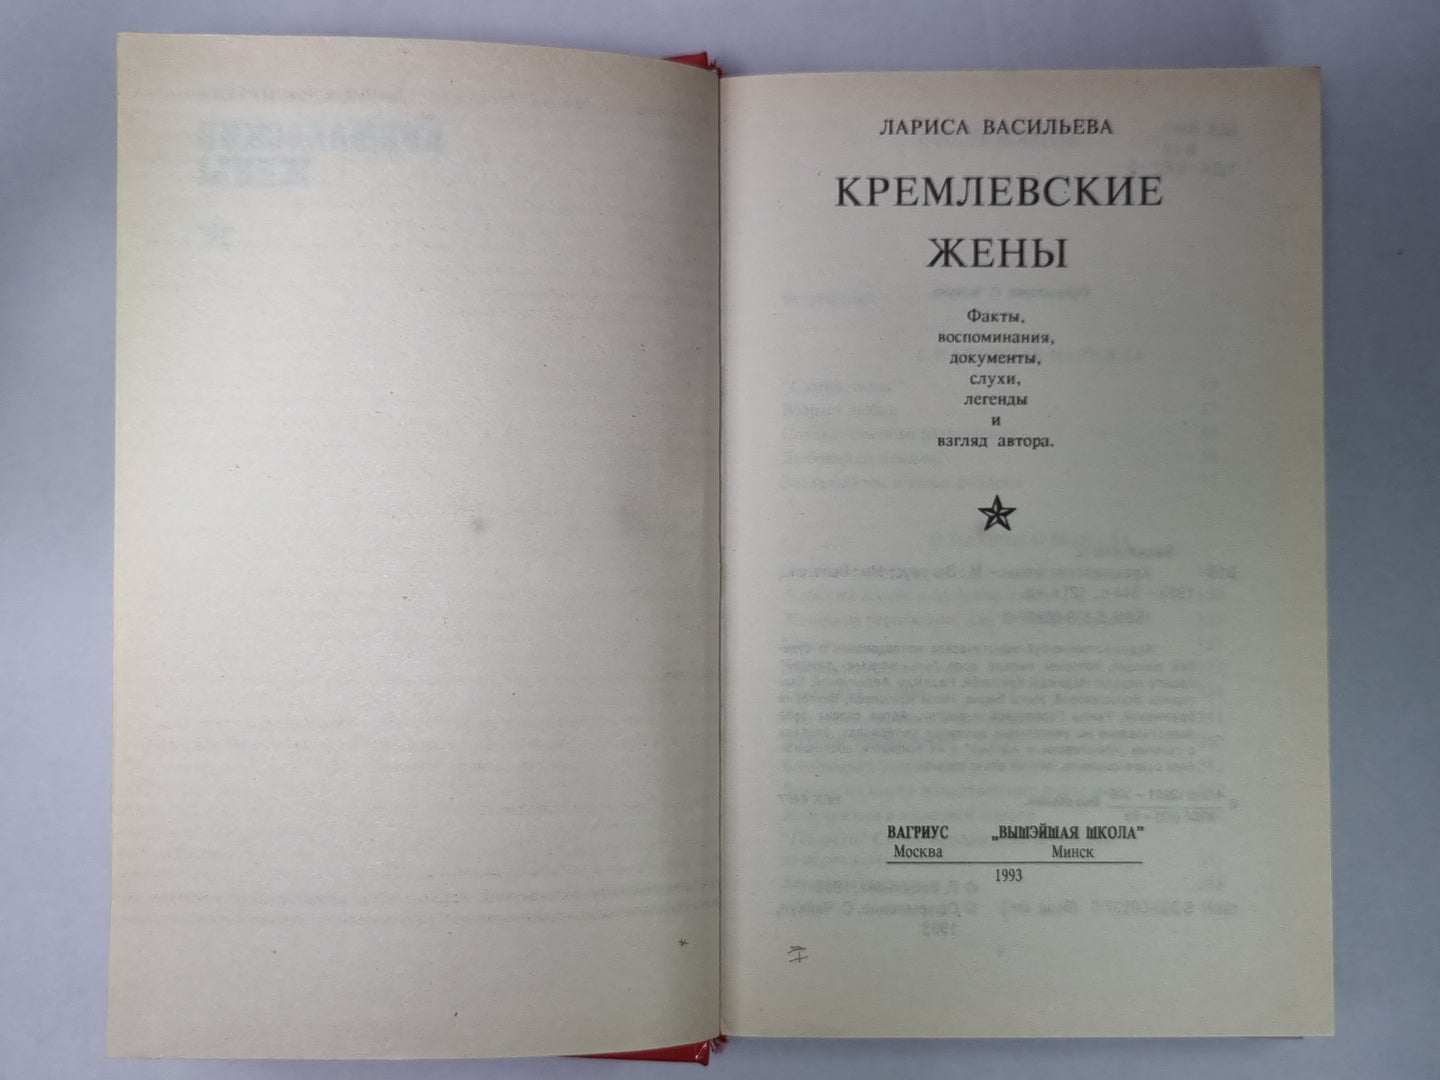 ЛАРИСА ВАСИЛЬЕВА
КРЕМЛЕВСКИЕ
ЖЕНЫ
Факты,
воспоминания,
документы,
слухи,
легенды
и
взгляд автора.
ВАГРИУС „ВЫШЭЙШАЯ ШКОЛА”
Москва Минск
1993